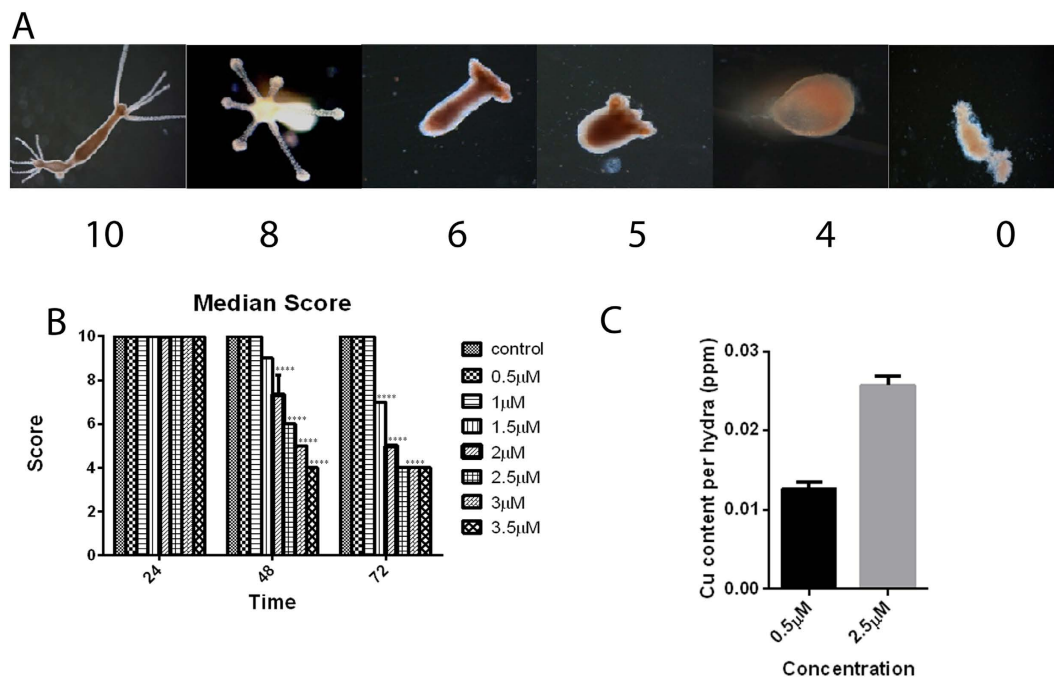 A
10 8 6 5 4 0
B
Median Score
Score
10
8
6
4
2
0
24 48 72
Time
control
0.5μM
1μM
1.5μM
2μM
2.5μM
3μM
3.5μM
**** **** **** ****
**** ****
C
Cu content per hydra (ppm)
0.03
0.02
0.01
0.00
0.5μM 2.5μM
Concentration